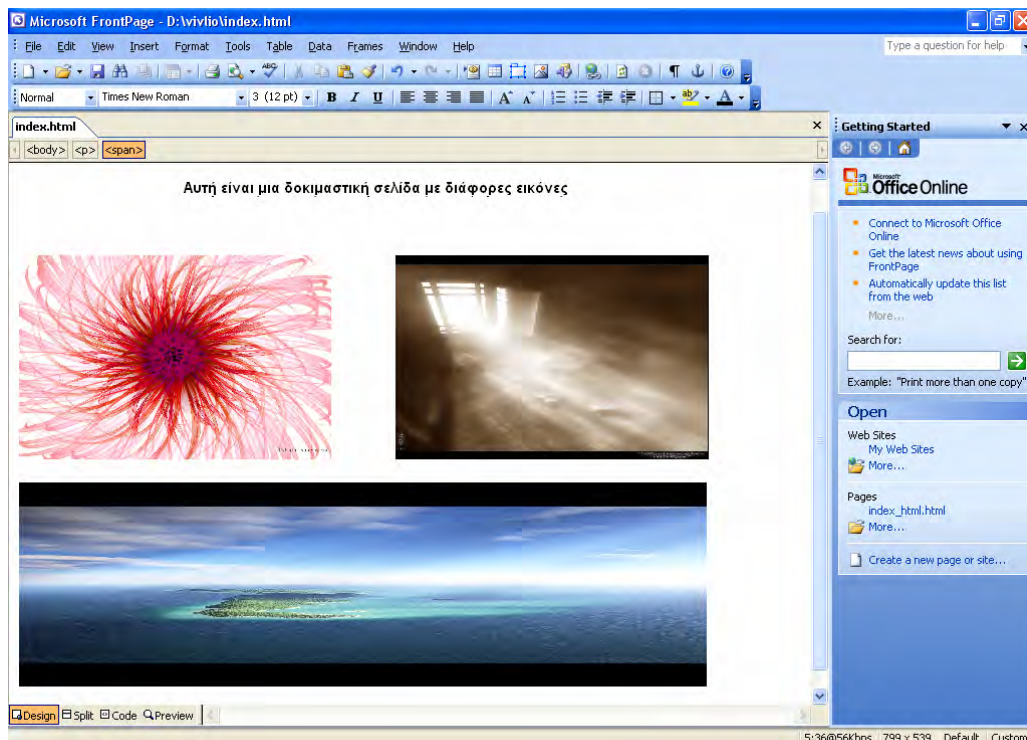 Microsoft FrontPage - D:\vivlio\index.html
File Edit View Insert Format Tools Table Data Frames Window Help
Type a question for help
Normal Times New Roman 3 (12 pt) B I U A A ab A
index.html
Getting Started
<body> <p> <span>
Αυτή είναι μια δοκιμαστική σελίδα με διάφορες εικόνες
Microsoft
Office Online
Connect to Microsoft Office
Online
Get the latest news about using
FrontPage
Automatically update this list
from the web
More...
Search for:
Example: "Print more than one copy"
Open
Web Sites
My Web Sites
More...
Pages
index_html.html
More...
Create a new page or site...
Design Split Code Preview
5:36@56Kbps 799 x 539 Default Custom